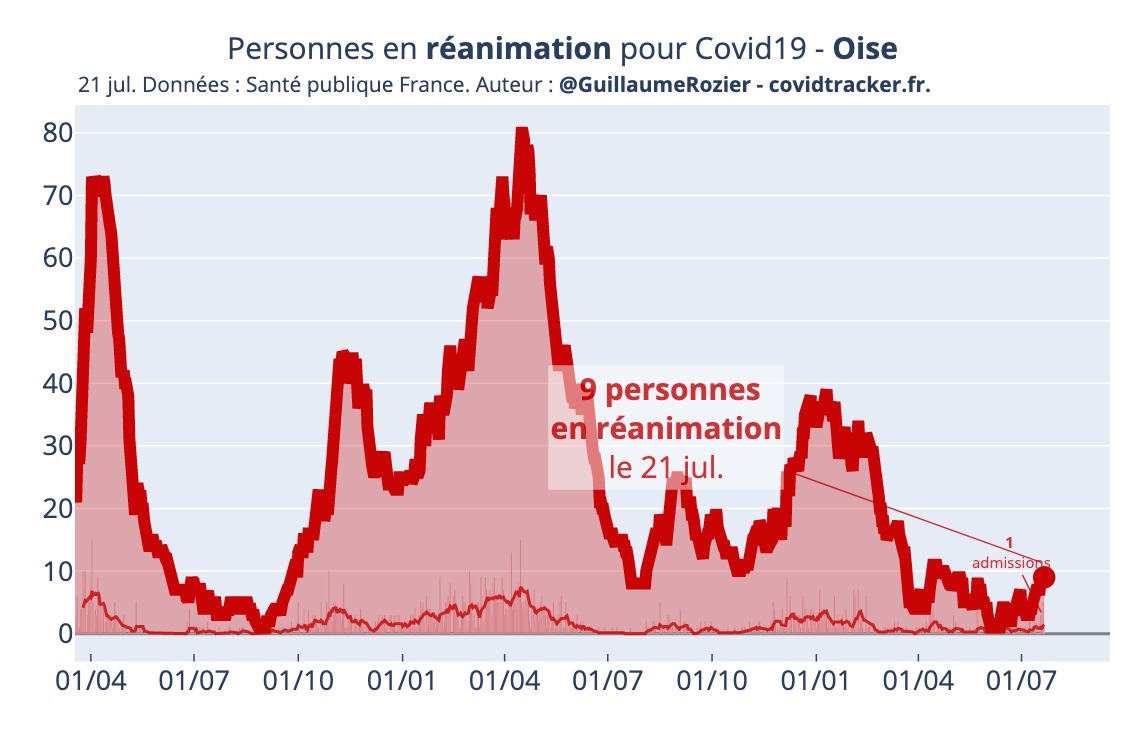 Personnes en réanimation pour Covid19 - Oise
21 jul. Données : Santé publique France. Auteur : @GuillaumeRozier - covidtracker.fr.
80
70
60
50
40
30
20
10
0
9 personnes
en réanimation
le 21 jul.
1
admissions
01/04 01/07 01/10 01/01 01/04 01/07 01/10 01/01 01/04 01/07